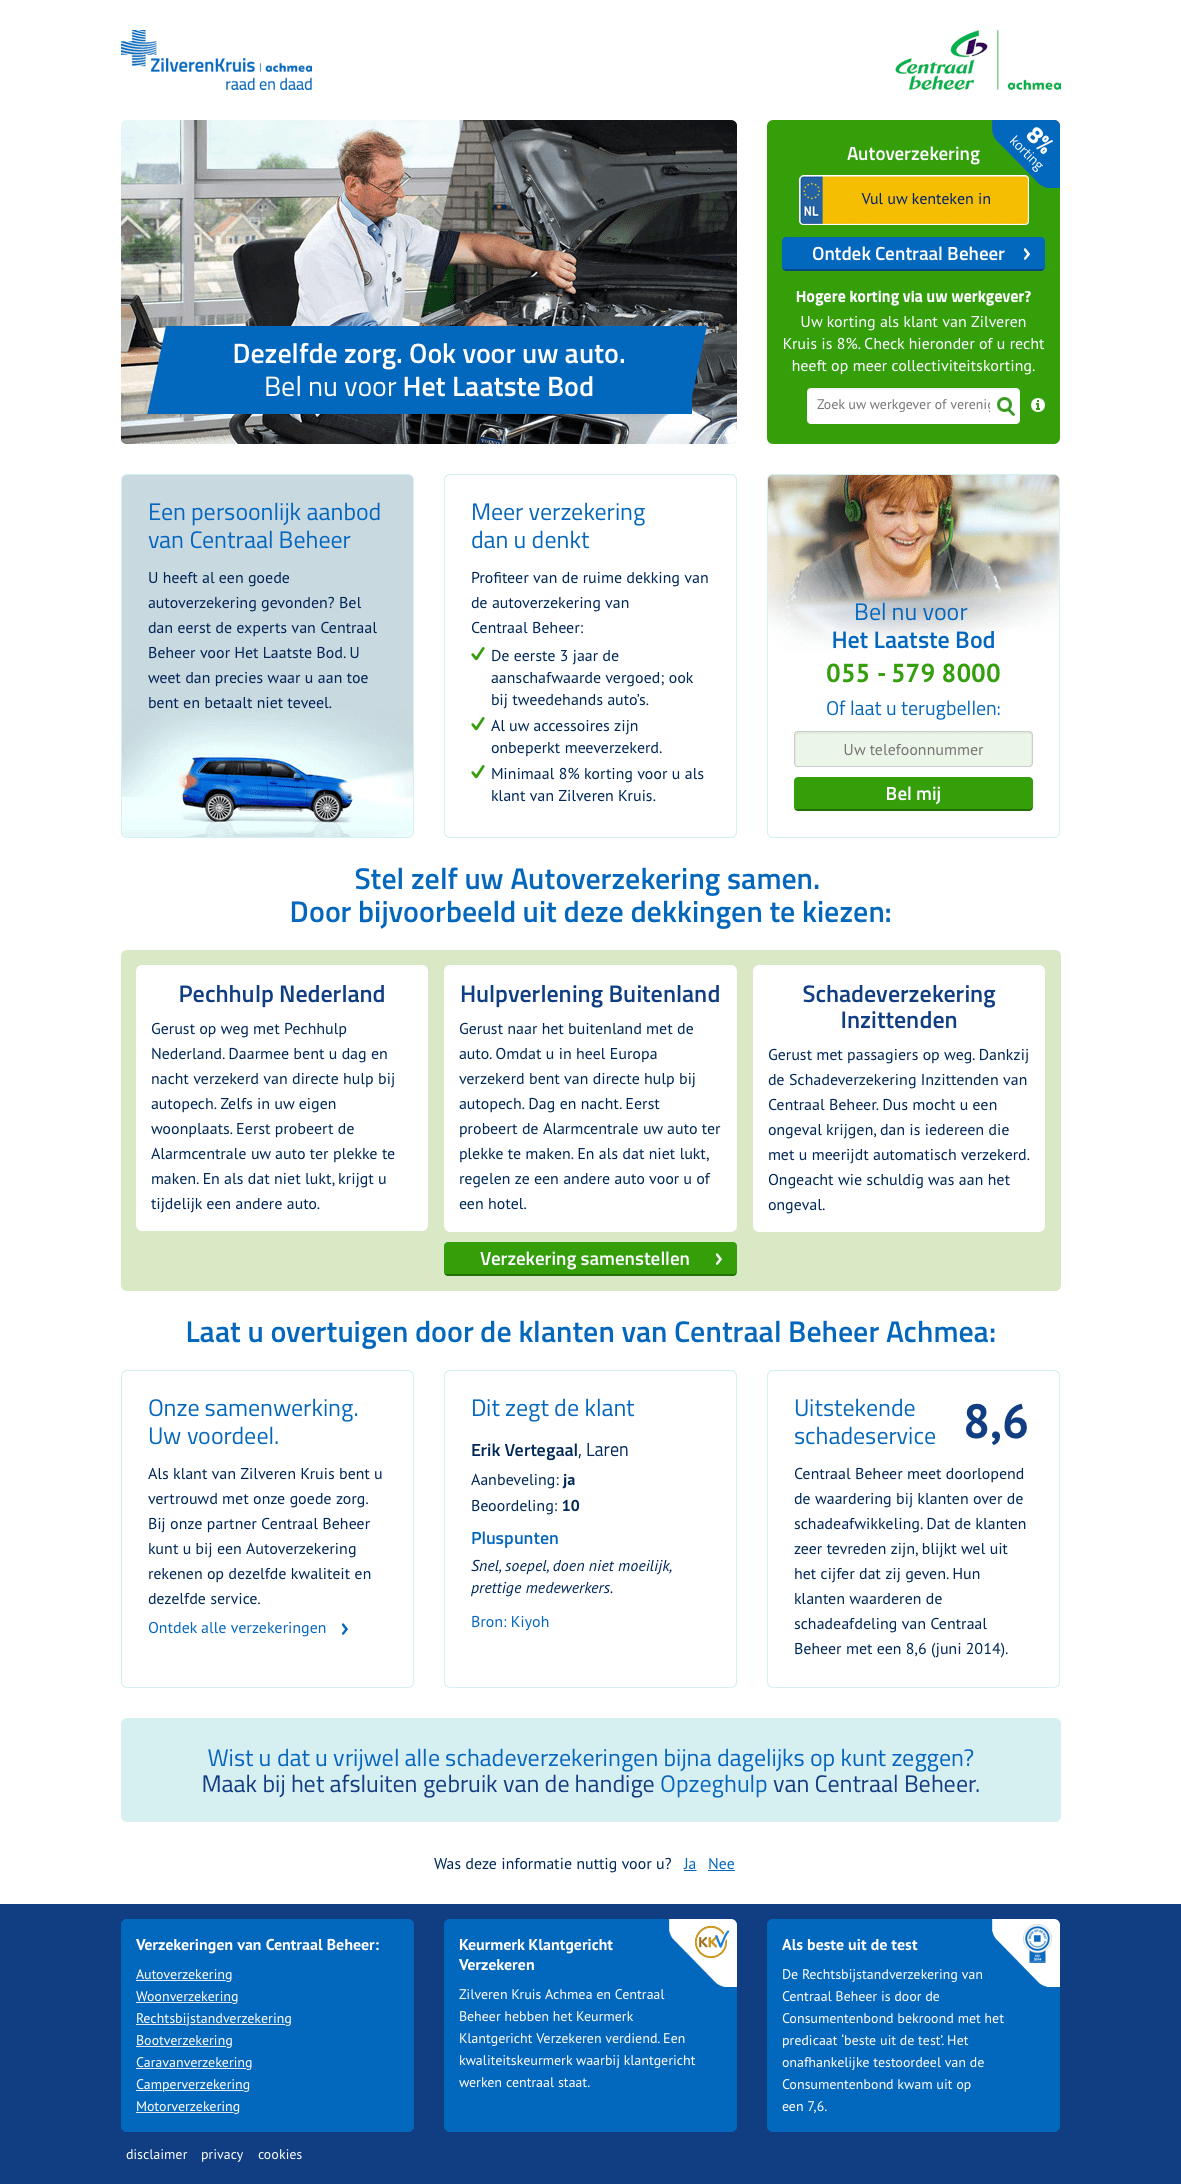 ZilverenKruis | achmea
raad en daad
Centraal
beheer
achmea
Dezelfde zorg. Ook voor uw auto.
Bel nu voor Het Laatste Bod
8%
korting
Autoverzekering
NL
Vul uw kenteken in
Ontdek Centraal Beheer
Hogere korting via uw werkgever?
Uw korting als klant van Zilveren
Kruis is 8%. Check hieronder of u recht
heeft op meer collectiviteitskorting.
Zoek uw werkgever of verenig
Een persoonlijk aanbod
van Centraal Beheer
U heeft al een goede
autoverzekering gevonden? Bel
dan eerst de experts van Centraal
Beheer voor Het Laatste Bod. U
weet dan precies waar u aan toe
bent en betaalt niet teveel.
Meer verzekering
dan u denkt
Profiteer van de ruime dekking van
de autoverzekering van
Centraal Beheer:
De eerste 3 jaar de
aanschafwaarde vergoed; ook
bij tweedehands auto's.
Al uw accessoires zijn
onbeperkt meeverzekerd.
Minimaal 8% korting voor u als
klant van Zilveren Kruis.
Bel nu voor
Het Laatste Bod
055 - 579 8000
Of laat u terugbellen:
Uw telefoonnummer
Bel mij
Stel zelf uw Autoverzekering samen.
Door bijvoorbeeld uit deze dekkingen te kiezen:
Pechhulp Nederland
Gerust op weg met Pechhulp
Nederland. Daarmee bent u dag en
nacht verzekerd van directe hulp bij
autopech. Zelfs in uw eigen
woonplaats. Eerst probeert de
Alarmcentrale uw auto ter plekke te
maken. En als dat niet lukt, krijgt u
tijdelijk een andere auto.
Hulpverlening Buitenland
Gerust naar het buitenland met de
auto. Omdat u in heel Europa
verzekerd bent van directe hulp bij
autopech. Dag en nacht. Eerst
probeert de Alarmcentrale uw auto ter
plekke te maken. En als dat niet lukt,
regelen ze een andere auto voor u of
een hotel.
Schadeverzekering
Inzittenden
Gerust met passagiers op weg. Dankzij
de Schadeverzekering Inzittenden van
Centraal Beheer. Dus mocht u een
ongeval krijgen, dan is iedereen die
met u meerijdt automatisch verzekerd.
Ongeacht wie schuldig was aan het
ongeval.
Verzekering samenstellen
Laat u overtuigen door de klanten van Centraal Beheer Achmea:
Onze samenwerking.
Uw voordeel.
Als klant van Zilveren Kruis bent u
vertrouwd met onze goede zorg.
Bij onze partner Centraal Beheer
kunt u bij een Autoverzekering
rekenen op dezelfde kwaliteit en
dezelfde service.
Ontdek alle verzekeringen
Dit zegt de klant
Erik Vertegaal, Laren
Aanbeveling: ja
Beoordeling: 10
Pluspunten
Snel, soepel, doen niet moeilijk,
prettige medewerkers.
Bron: Kiyoh
Uitstekende
schadeservice
8,6
Centraal Beheer meet doorlopend
de waardering bij klanten over de
schadeafwikkeling. Dat de klanten
zeer tevreden zijn, blijkt wel uit
het cijfer dat zij geven. Hun
klanten waarderen de
schadeafdeling van Centraal
Beheer met een 8,6 (juni 2014).
Wist u dat u vrijwel alle schadeverzekeringen bijna dagelijks op kunt zeggen?
Maak bij het afsluiten gebruik van de handige Opzeghulp van Centraal Beheer.
Was deze informatie nuttig voor u? Ja Nee
Verzekeringen van Centraal Beheer:
Autoverzekering
Woonverzekering
Rechtsbijstandverzekering
Bootverzekering
Caravanverzekering
Camperverzekering
Motorverzekering
Keurmerk Klantgericht
Verzekeren
KKV
Zilveren Kruis Achmea en Centraal
Beheer hebben het Keurmerk
Klantgericht Verzekeren verdiend. Een
kwaliteitskeurmerk waarbij klantgericht
werken centraal staat.
Als beste uit de test
De Rechtsbijstandverzekering van
Centraal Beheer is door de
Consumentenbond bekroond met het
predicaat 'beste uit de test'. Het
onafhankelijke testoordeel van de
Consumentenbond kwam uit op
een 7,6.
disclaimer privacy cookies